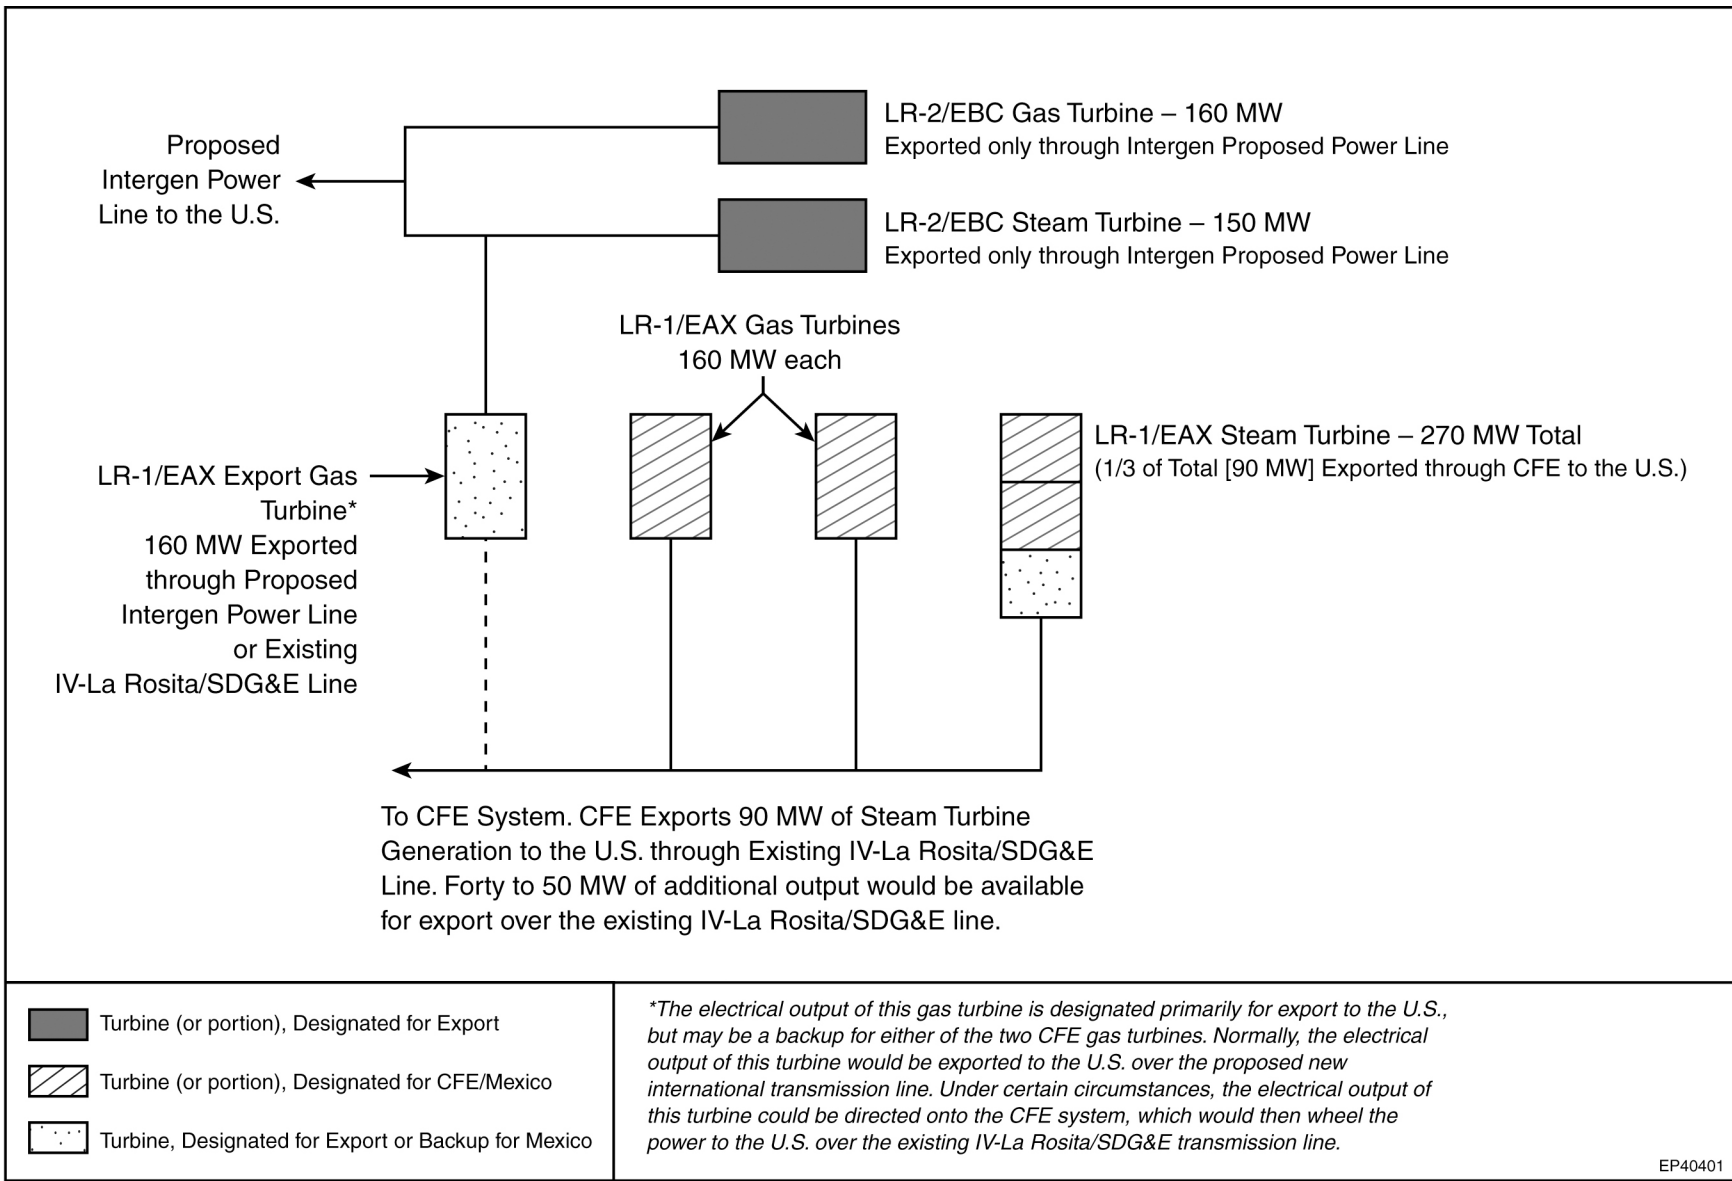 Proposed
Intergen Power
Line to the U.S.
LR-2/EBC Gas Turbine – 160 MW
Exported only through Intergen Proposed Power Line
LR-2/EBC Steam Turbine – 150 MW
Exported only through Intergen Proposed Power Line
LR-1/EAX Gas Turbines
160 MW each
LR-1/EAX Steam Turbine – 270 MW Total
(1/3 of Total [90 MW] Exported through CFE to the U.S.)
LR-1/EAX Export Gas
Turbine*
160 MW Exported
through Proposed
Intergen Power Line
or Existing
IV-La Rosita/SDG&E Line
To CFE System. CFE Exports 90 MW of Steam Turbine
Generation to the U.S. through Existing IV-La Rosita/SDG&E
Line. Forty to 50 MW of additional output would be available
for export over the existing IV-La Rosita/SDG&E line.
Turbine (or portion), Designated for Export
Turbine (or portion), Designated for CFE/Mexico
Turbine, Designated for Export or Backup for Mexico
*The electrical output of this gas turbine is designated primarily for export to the U.S.,
but may be a backup for either of the two CFE gas turbines. Normally, the electrical
output of this turbine would be exported to the U.S. over the proposed new
international transmission line. Under certain circumstances, the electrical output of
this turbine could be directed onto the CFE system, which would then wheel the
power to the U.S. over the existing IV-La Rosita/SDG&E transmission line.
EP40401